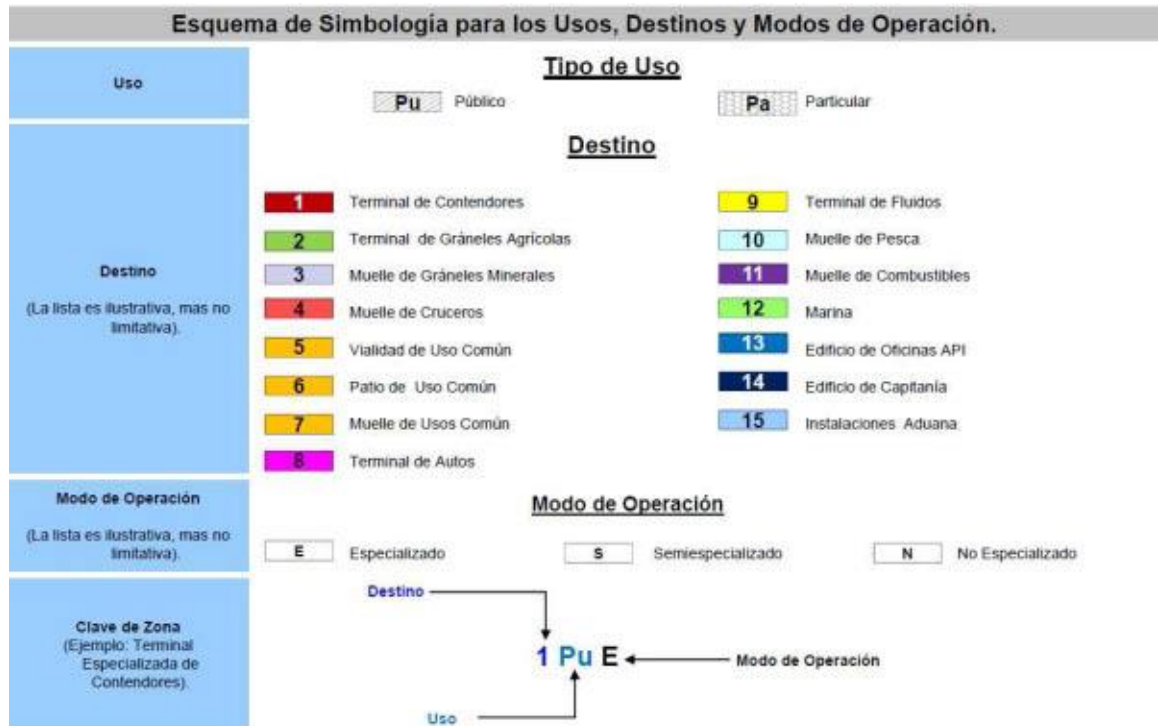 Esquema de Simbología para los Usos, Destinos y Modos de Operación.
Uso
Tipo de Uso
Pu Público
Pa Particular
Destino
(La lista es ilustrativa, mas no
limitativa).
Destino
1 Terminal de Contendores
2 Terminal de Gráneles Agrícolas
3 Muelle de Gráneles Minerales
4 Muelle de Cruceros
5 Vialidad de Uso Común
6 Patio de Uso Común
7 Muelle de Usos Común
8 Terminal de Autos
9 Terminal de Fluidos
10 Muelle de Pesca
11 Muelle de Combustibles
12 Marina
13 Edificio de Oficinas API
14 Edificio de Capitanía
15 Instalaciones Aduana
Modo de Operación
(La lista es ilustrativa, mas no
limitativa).
Modo de Operación
E Especializado
S Semiespecializado
N No Especializado
Clave de Zona
(Ejemplo: Terminal
Especializada de
Contendores).
Destino
1 Pu E
Modo de Operación
Uso